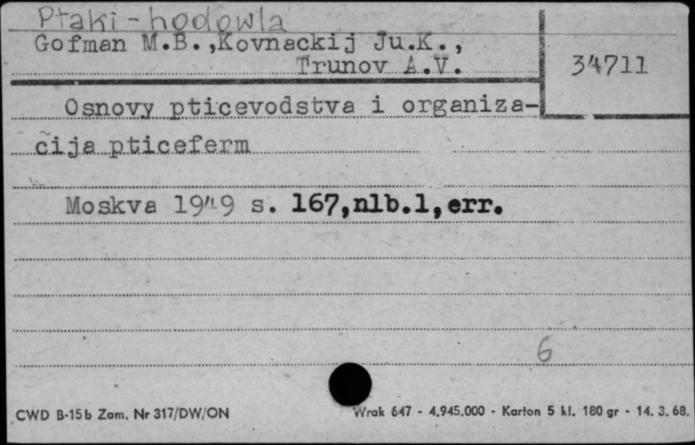 Ptaki - hodowla
Gofman M.B.,Kovnackij Ju.K.,
Trunov A.V.
34711
Osnovy pticevodstva i organiza-
cija pticeferm
Moskva 1949 s. 167,nlb.1,err.
6
CWD B-15b Zam. Nr 317/DW/ON
Wrak 647 - 4,945.000 - Karton 5 kl. 180 gr - 14. 3. 68.